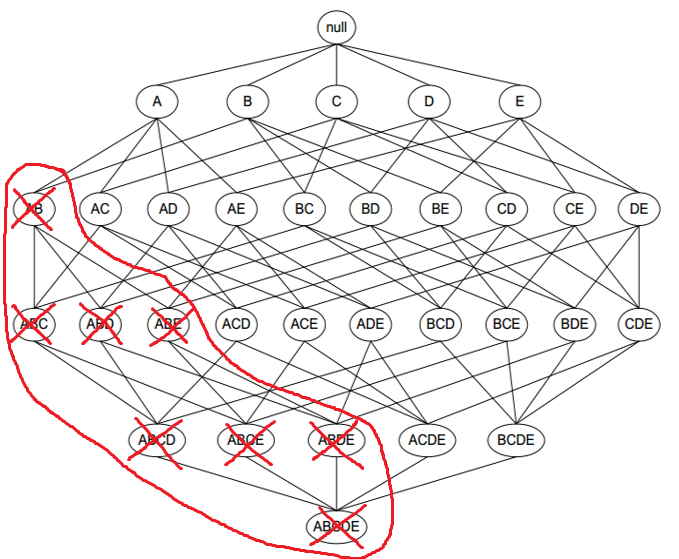 null
A B C D E
AB AC AD AE BC BD BE CD CE DE
ABC ABD ABE ACD ACE ADE BCD BCE BDE CDE
ABCD ABCE ABDE ACDE BCDE
ABCDE